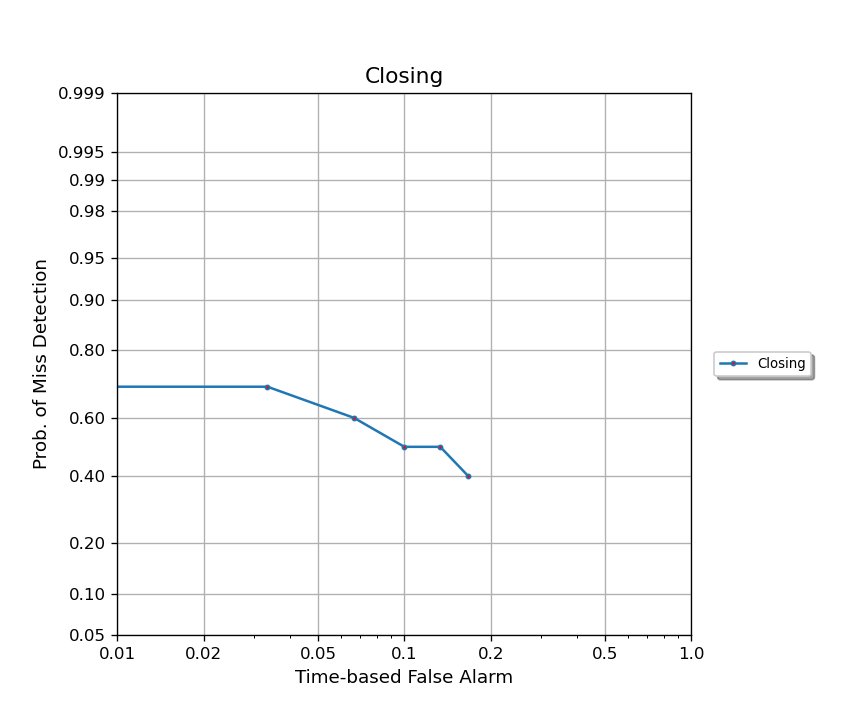 Closing
0.999
0.995
0.99
0.98
0.95
0.90
0.80
0.60
0.40
0.20
0.10
0.05
Prob. of Miss Detection
0.01 0.02 0.05 0.1 0.2 0.5 1.0
Time-based False Alarm
Closing